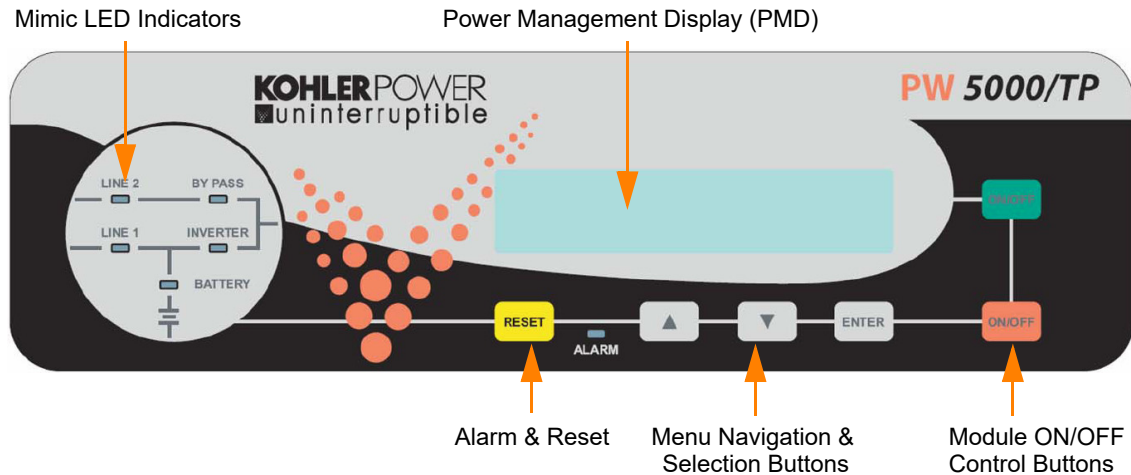 Mimic LED Indicators
Power Management Display (PMD)
KOHLERPOWER
uninterruptible
PW 5000/TP
LINE 2 BY PASS
LINE 1 INVERTER
BATTERY
ON/OFF
RESET
ALARM
ENTER
ON/OFF
Alarm & Reset
Menu Navigation &
Selection Buttons
Module ON/OFF
Control Buttons